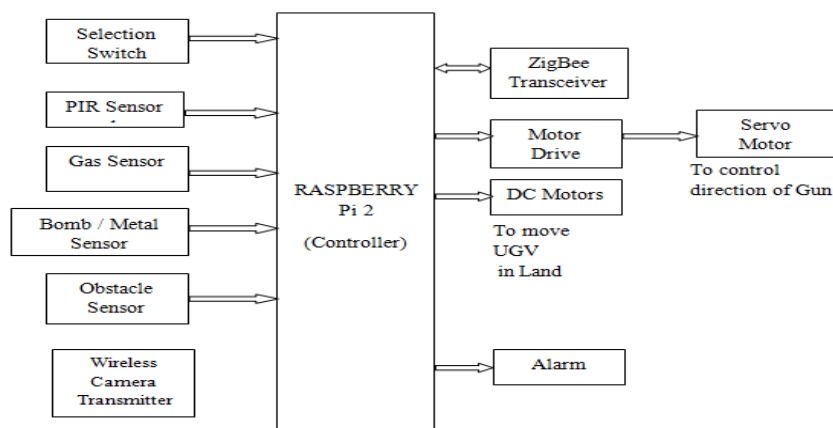 Selection
Switch
PIR Sensor
Gas Sensor
Bomb / Metal
Sensor
Obstacle
Sensor
Wireless
Camera
Transmitter
RASPBERRY
Pi 2
(Controller)
ZigBee
Transceiver
Motor
Drive
DC Motors
To move
UGV
in Land
Alarm
Servo
Motor
To control
direction of Gun